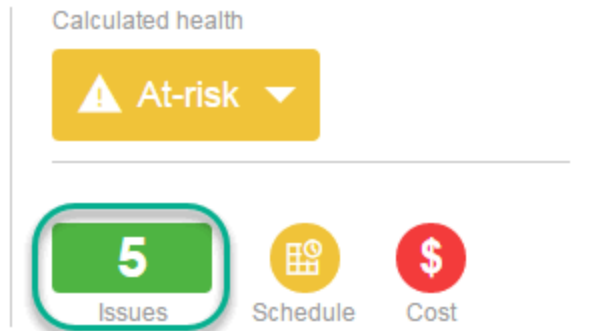 Calculated health
At-risk
5
$
Issues
Schedule
Cost